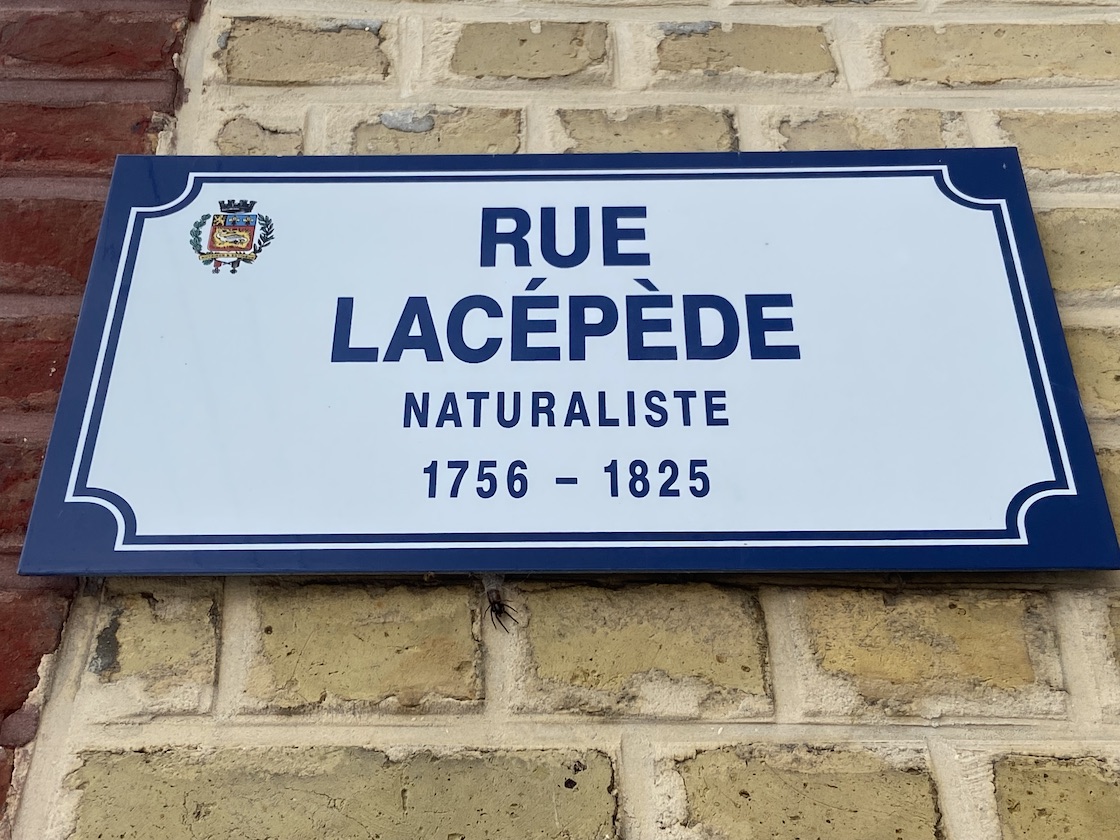 RUE
LACÉPÈDE
NATURALISTE
1756 – 1825